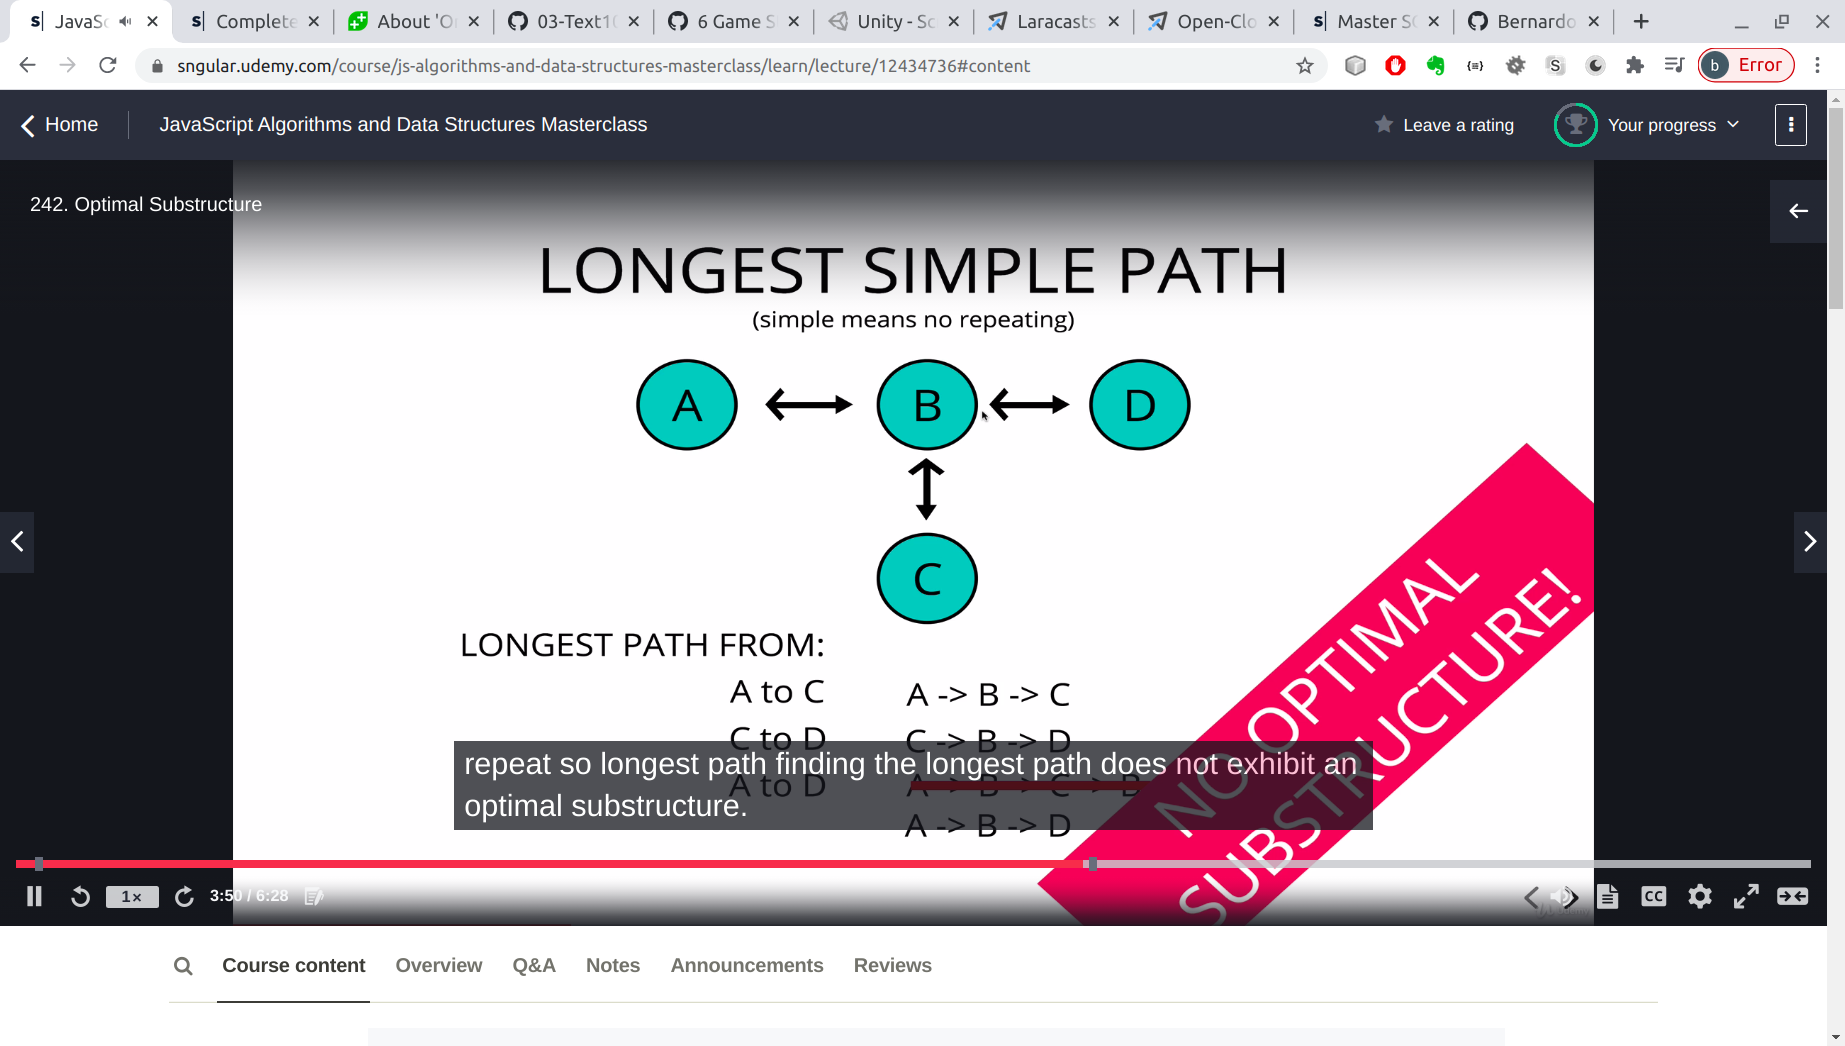 JavaSc
Complete
About 'O
03-Text1
6 Game S
Unity - Sc
Laracasts
Open-Clo
Master S
Bernardo
sngular.udemy.com/course/js-algorithms-and-data-structures-masterclass/learn/lecture/12434736#content
S
b Error
Home
JavaScript Algorithms and Data Structures Masterclass
Leave a rating
Your progress
242. Optimal Substructure
LONGEST SIMPLE PATH
(simple means no repeating)
A
B
D
C
LONGEST PATH FROM:
A to C A -> B -> C
C to D C -> B -> D
A to D A -> B -> C -> B
A -> B -> D
NO OPTIMAL
SUBSTRUCTURE!
repeat so longest path finding the longest path does not exhibit an
optimal substructure.
1x
3:50 / 6:28
CC
Course content
Overview
Q&A
Notes
Announcements
Reviews